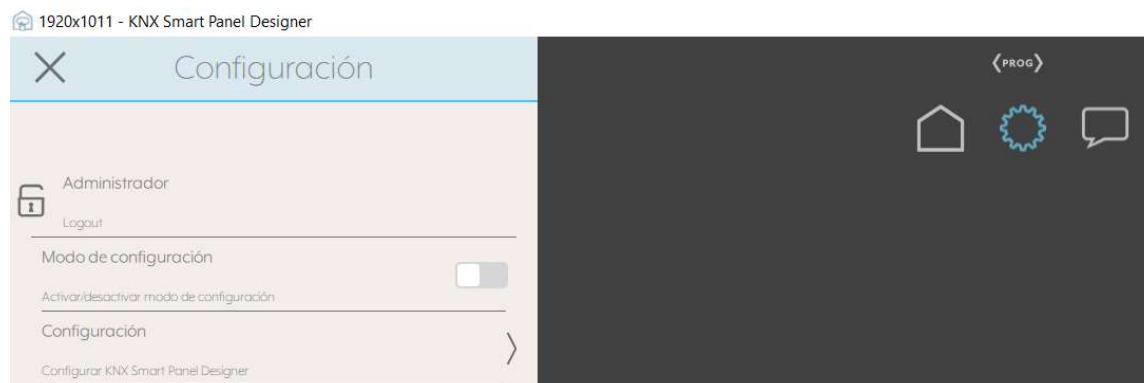 1920x1011 - KNX Smart Panel Designer
Configuración
⟨PROG⟩
Administrador
Logout
Modo de configuración
Activar/desactivar modo de configuración
Configuración
Configurar KNX Smart Panel Designer